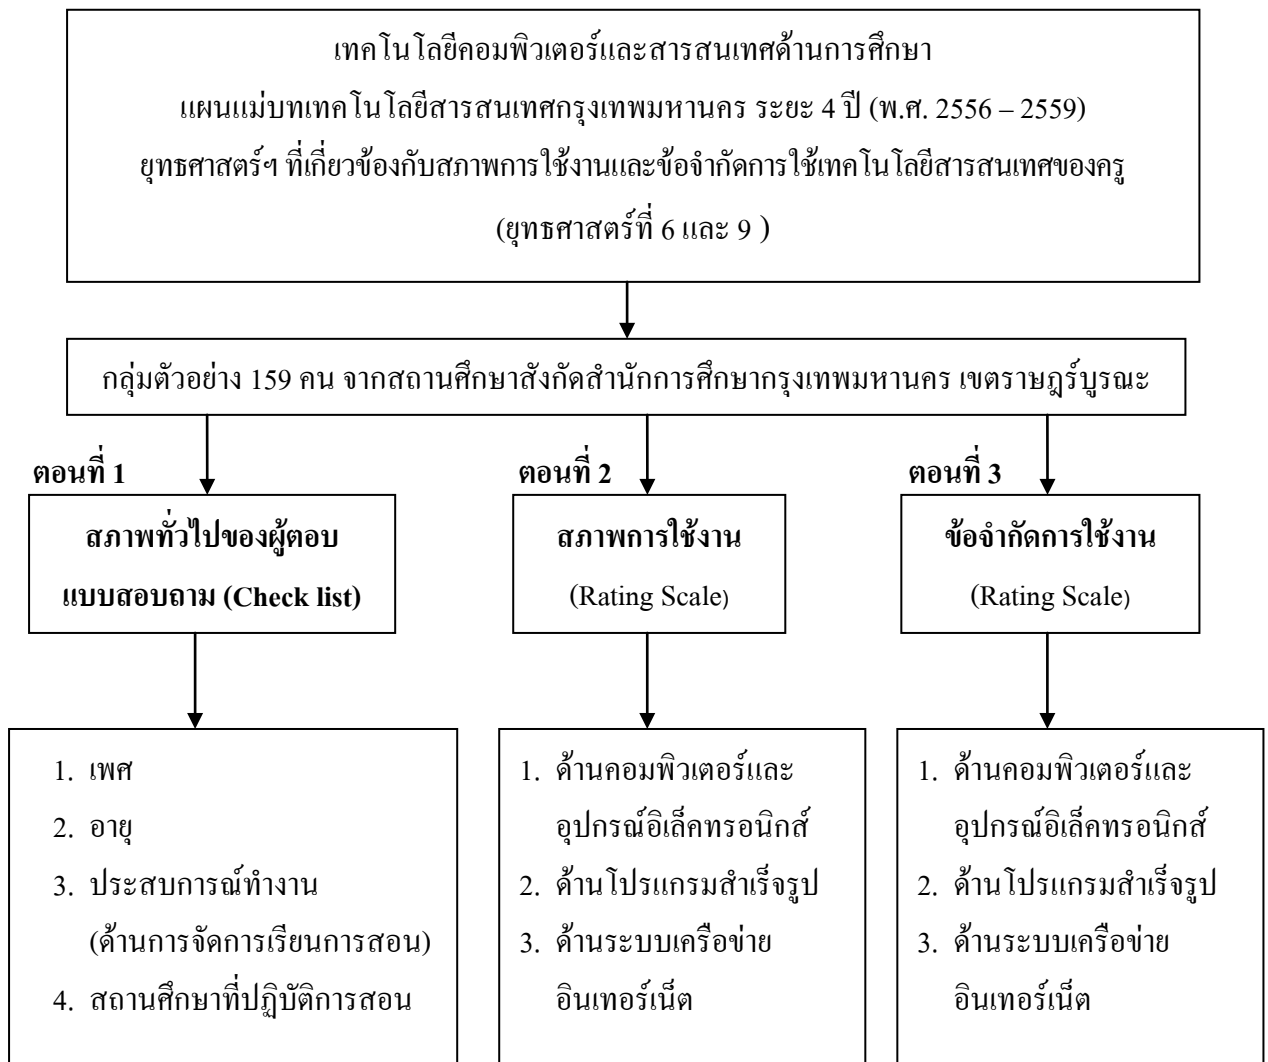 เทคโนโลยีคอมพิวเตอร์และสารสนเทศด้านการศึกษา
แผนแม่บทเทคโนโลยีสารสนเทศกรุงเทพมหานคร ระยะ 4 ปี (พ.ศ. 2556 – 2559)
ยุทธศาสตร์ฯ ที่เกี่ยวข้องกับสภาพการใช้งานและข้อจำกัดการใช้เทคโนโลยีสารสนเทศของครู
(ยุทธศาสตร์ที่ 6 และ 9 )
กลุ่มตัวอย่าง 159 คน จากสถานศึกษาสังกัดสำนักการศึกษากรุงเทพมหานคร เขตราษฎร์บูรณะ
ตอนที่ 1
สภาพทั่วไปของผู้ตอบ
แบบสอบถาม (Check list)
1. เพศ
2. อายุ
3. ประสบการณ์ทำงาน
(ด้านการจัดการเรียนการสอน)
4. สถานศึกษาที่ปฏิบัติการสอน
ตอนที่ 2
สภาพการใช้งาน
(Rating Scale)
1. ด้านคอมพิวเตอร์และ
อุปกรณ์อิเล็คทรอนิกส์
2. ด้านโปรแกรมสำเร็จรูป
3. ด้านระบบเครือข่าย
อินเทอร์เน็ต
ตอนที่ 3
ข้อจำกัดการใช้งาน
(Rating Scale)
1. ด้านคอมพิวเตอร์และ
อุปกรณ์อิเล็คทรอนิกส์
2. ด้านโปรแกรมสำเร็จรูป
3. ด้านระบบเครือข่าย
อินเทอร์เน็ต